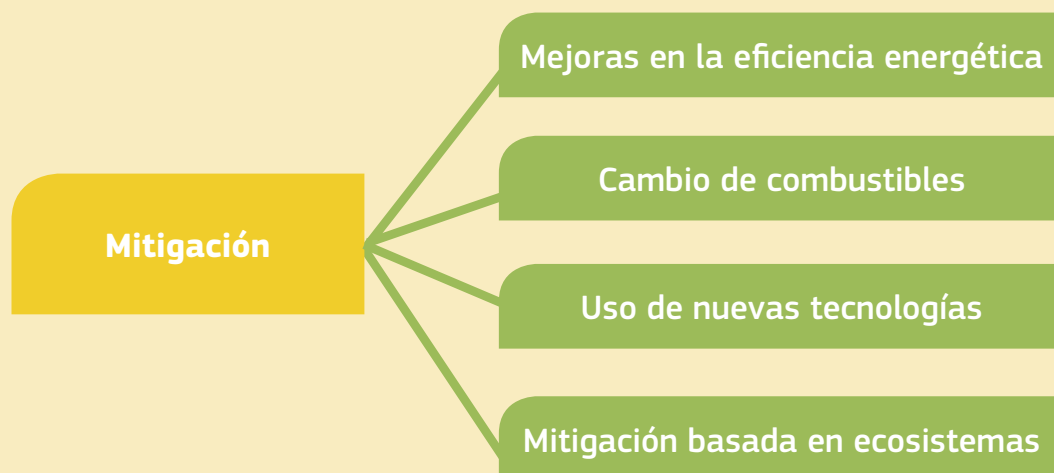 Mejoras en la eficiencia energética
Cambio de combustibles
Mitigación
Uso de nuevas tecnologías
Mitigación basada en ecosistemas